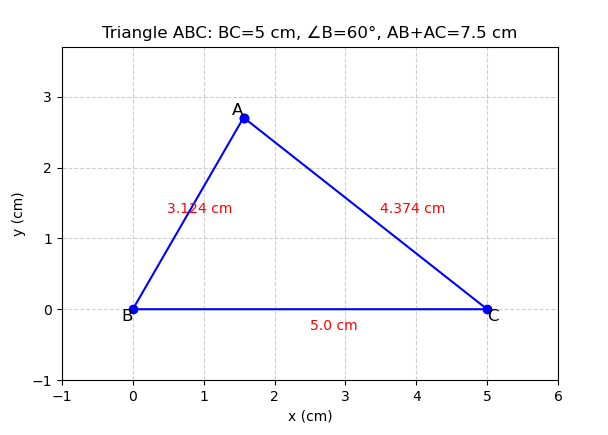 Triangle ABC: BC=5 cm, ∠B=60°, AB+AC=7.5 cm
y (cm)
3
2
1
0
−1
A
3.124 cm
4.374 cm
B
C
5.0 cm
−1
0
1
2
3
4
5
6
x (cm)